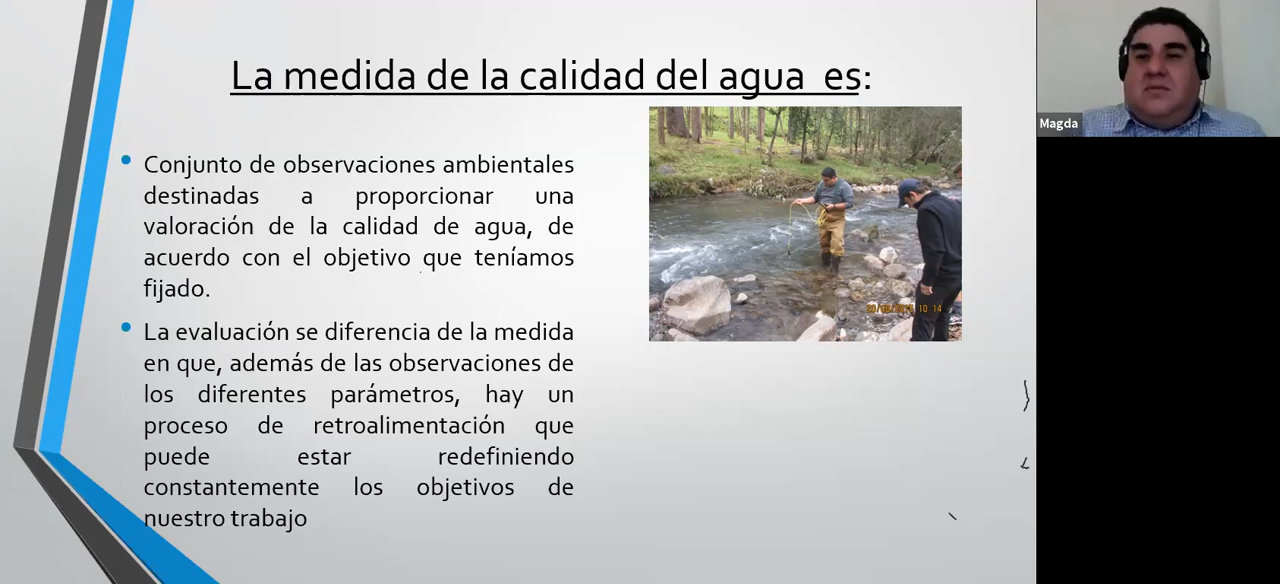 La medida de la calidad del agua es:
Magda
Conjunto de observaciones ambientales
destinadas a proporcionar una
valoración de la calidad de agua, de
acuerdo con el objetivo que teníamos
fijado.
La evaluación se diferencia de la medida
en que, además de las observaciones de
los diferentes parámetros, hay un
proceso de retroalimentación que
puede estar redefiniendo
constantemente los objetivos de
nuestro trabajo
10 14